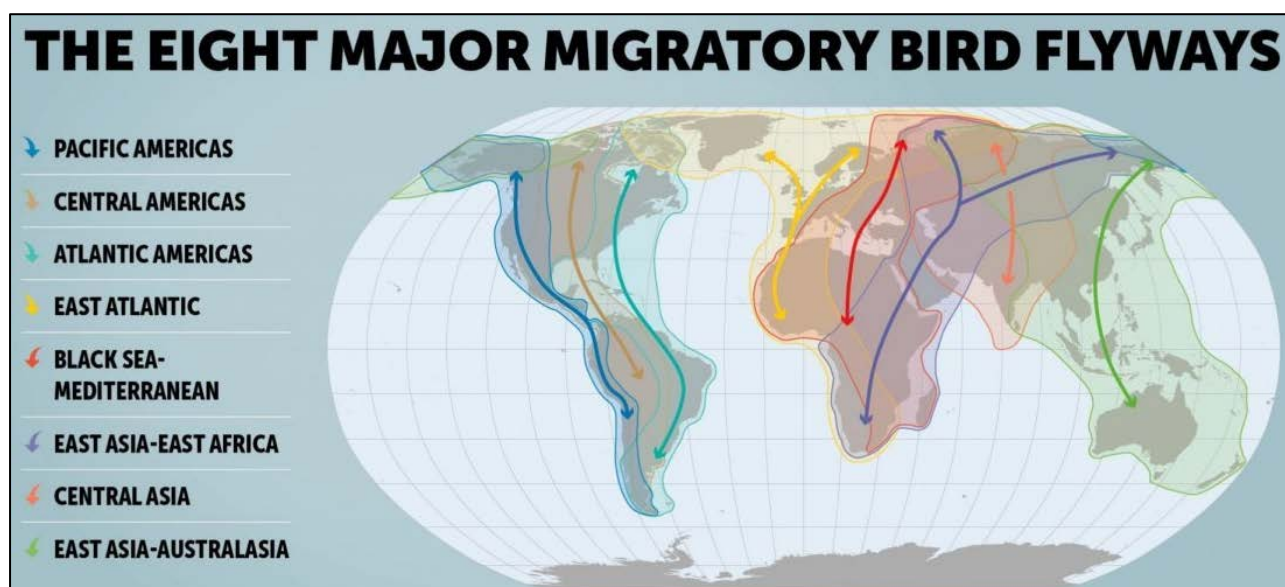 THE EIGHT MAJOR MIGRATORY BIRD FLYWAYS
PACIFIC AMERICAS
CENTRAL AMERICAS
ATLANTIC AMERICAS
EAST ATLANTIC
BLACK SEA-
MEDITERRANEAN
EAST ASIA-EAST AFRICA
CENTRAL ASIA
EAST ASIA-AUSTRALASIA